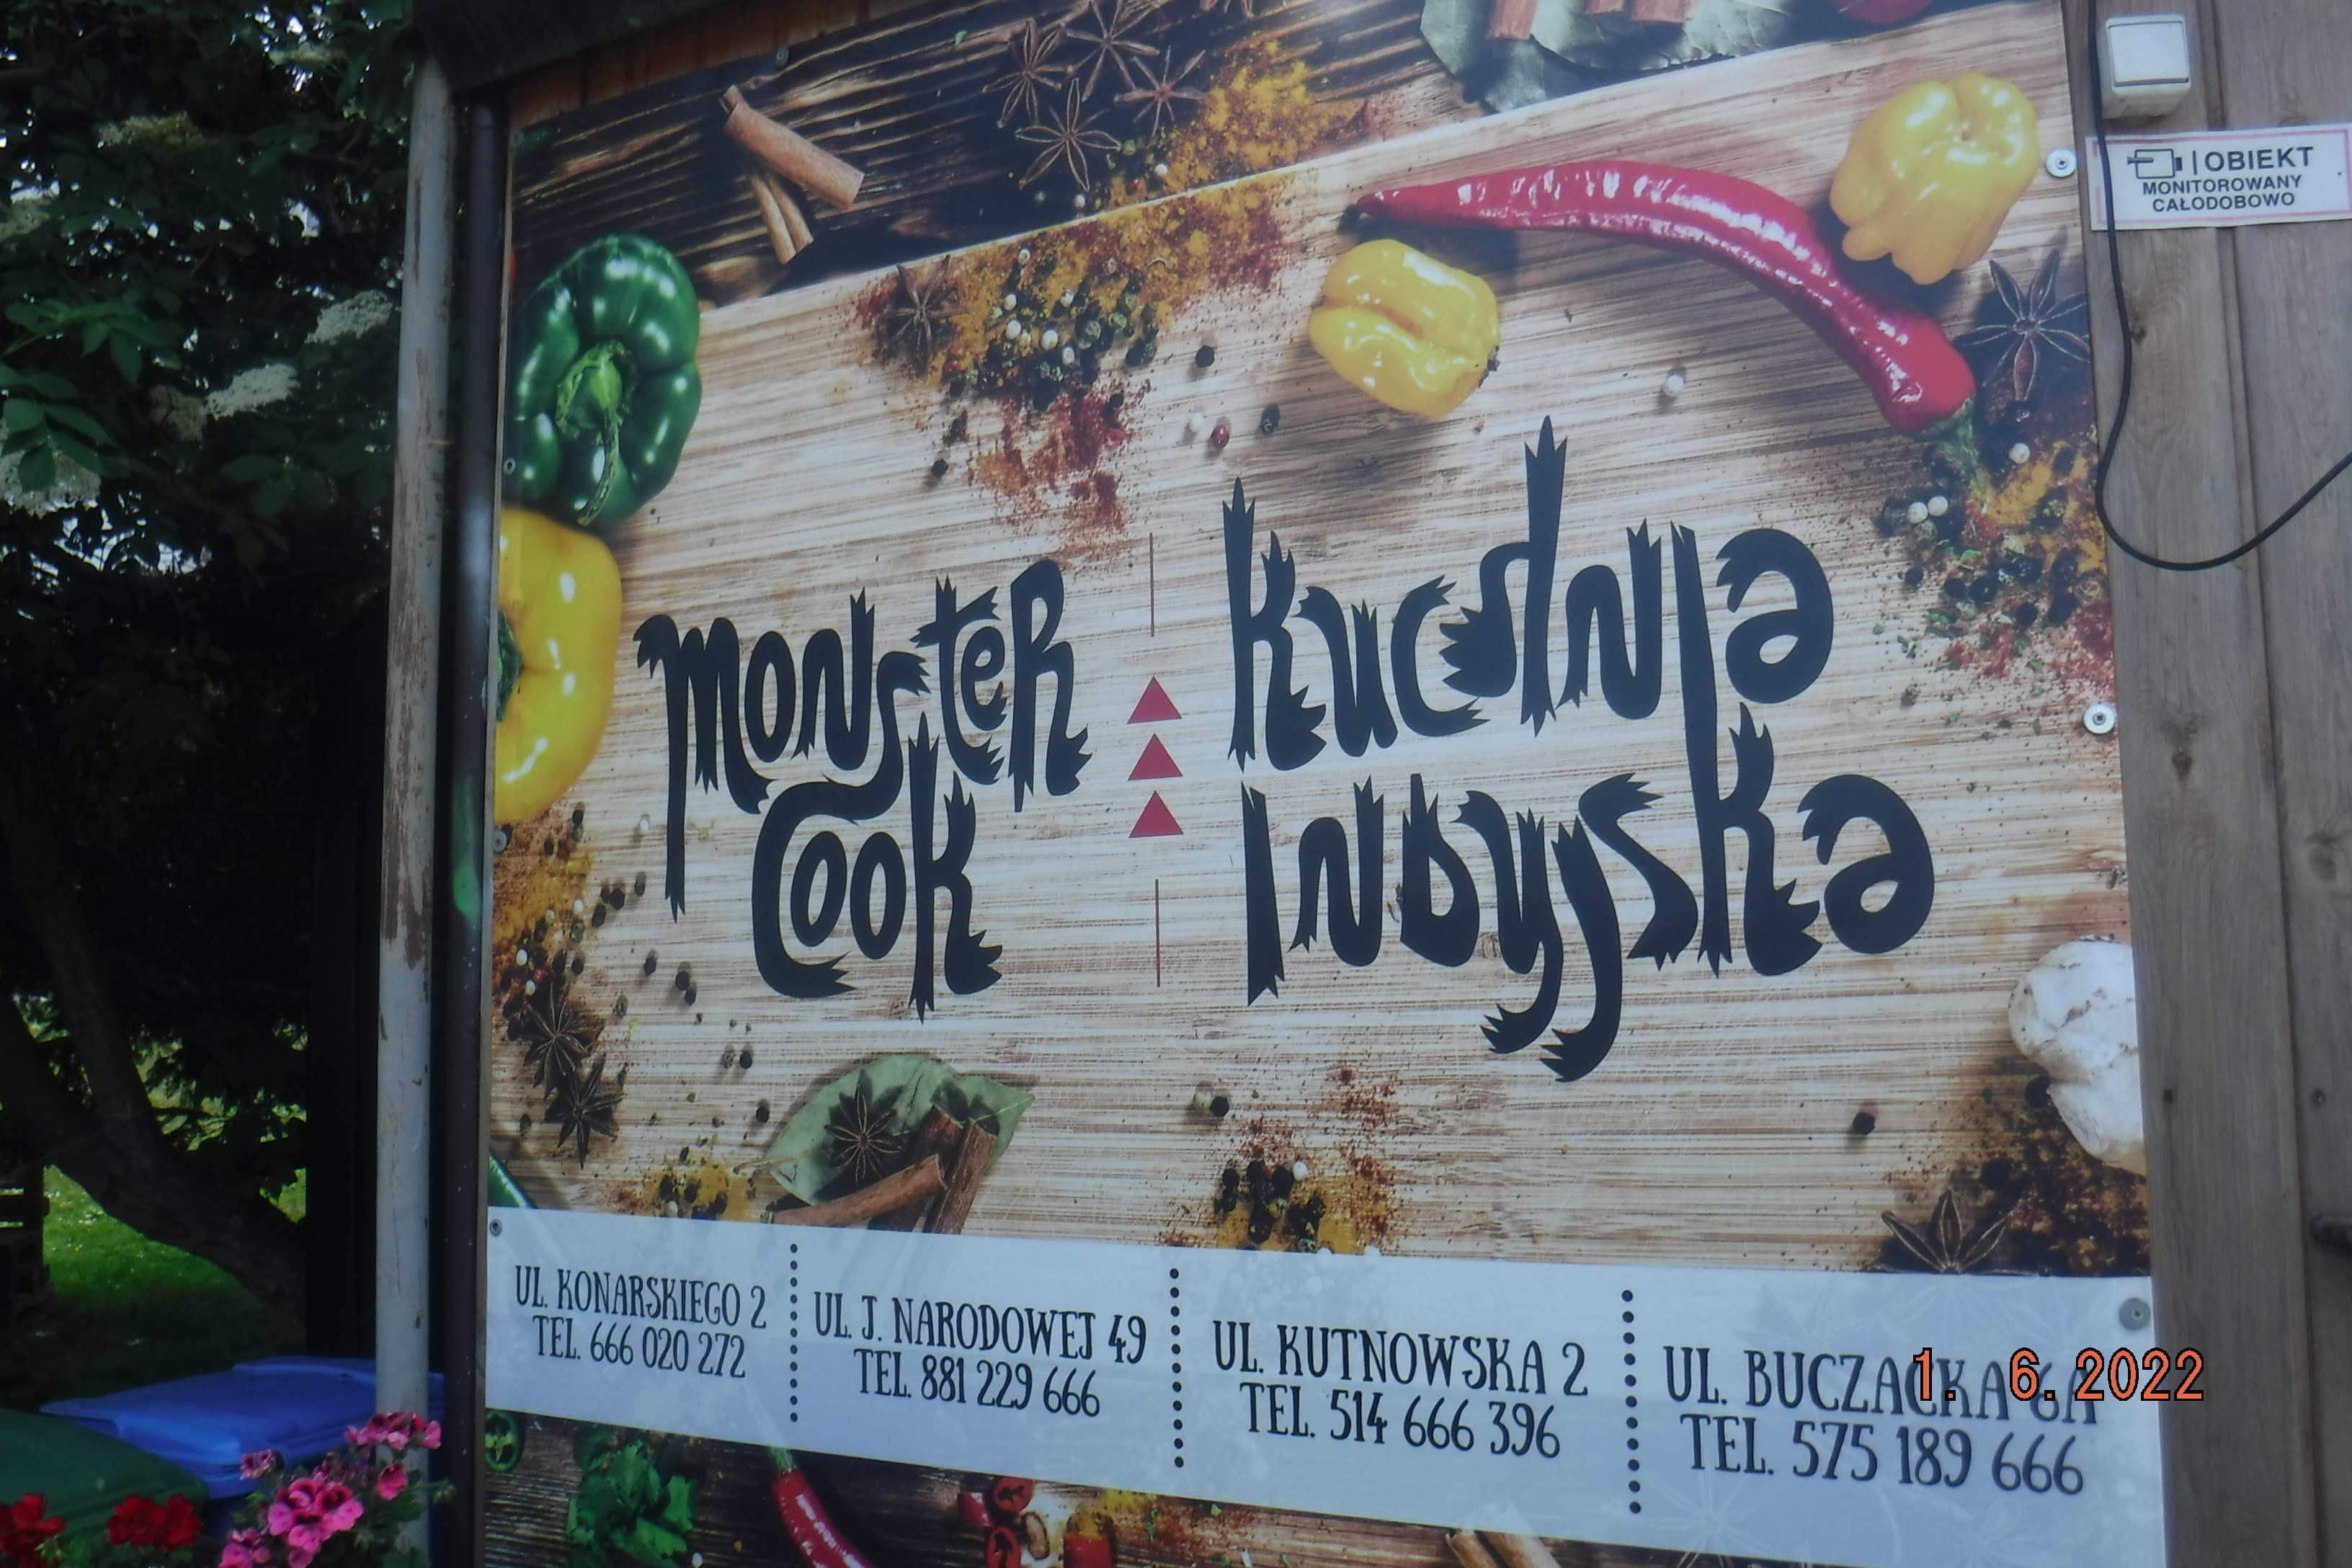 | OBIEKT
MONITOROWANY
CAŁODOBOWO
MONSTER
COOK
Kuchnia
INDYJSKA
UL. KONARSKIEGO 2
TEL. 666 020 272
UL. J. NARODOWEJ 49
TEL. 881 229 666
UL. KUTNOWSKA 2
TEL. 514 666 396
UL. BUCZACKA 6A
TEL. 575 189 666
1. 6. 2022